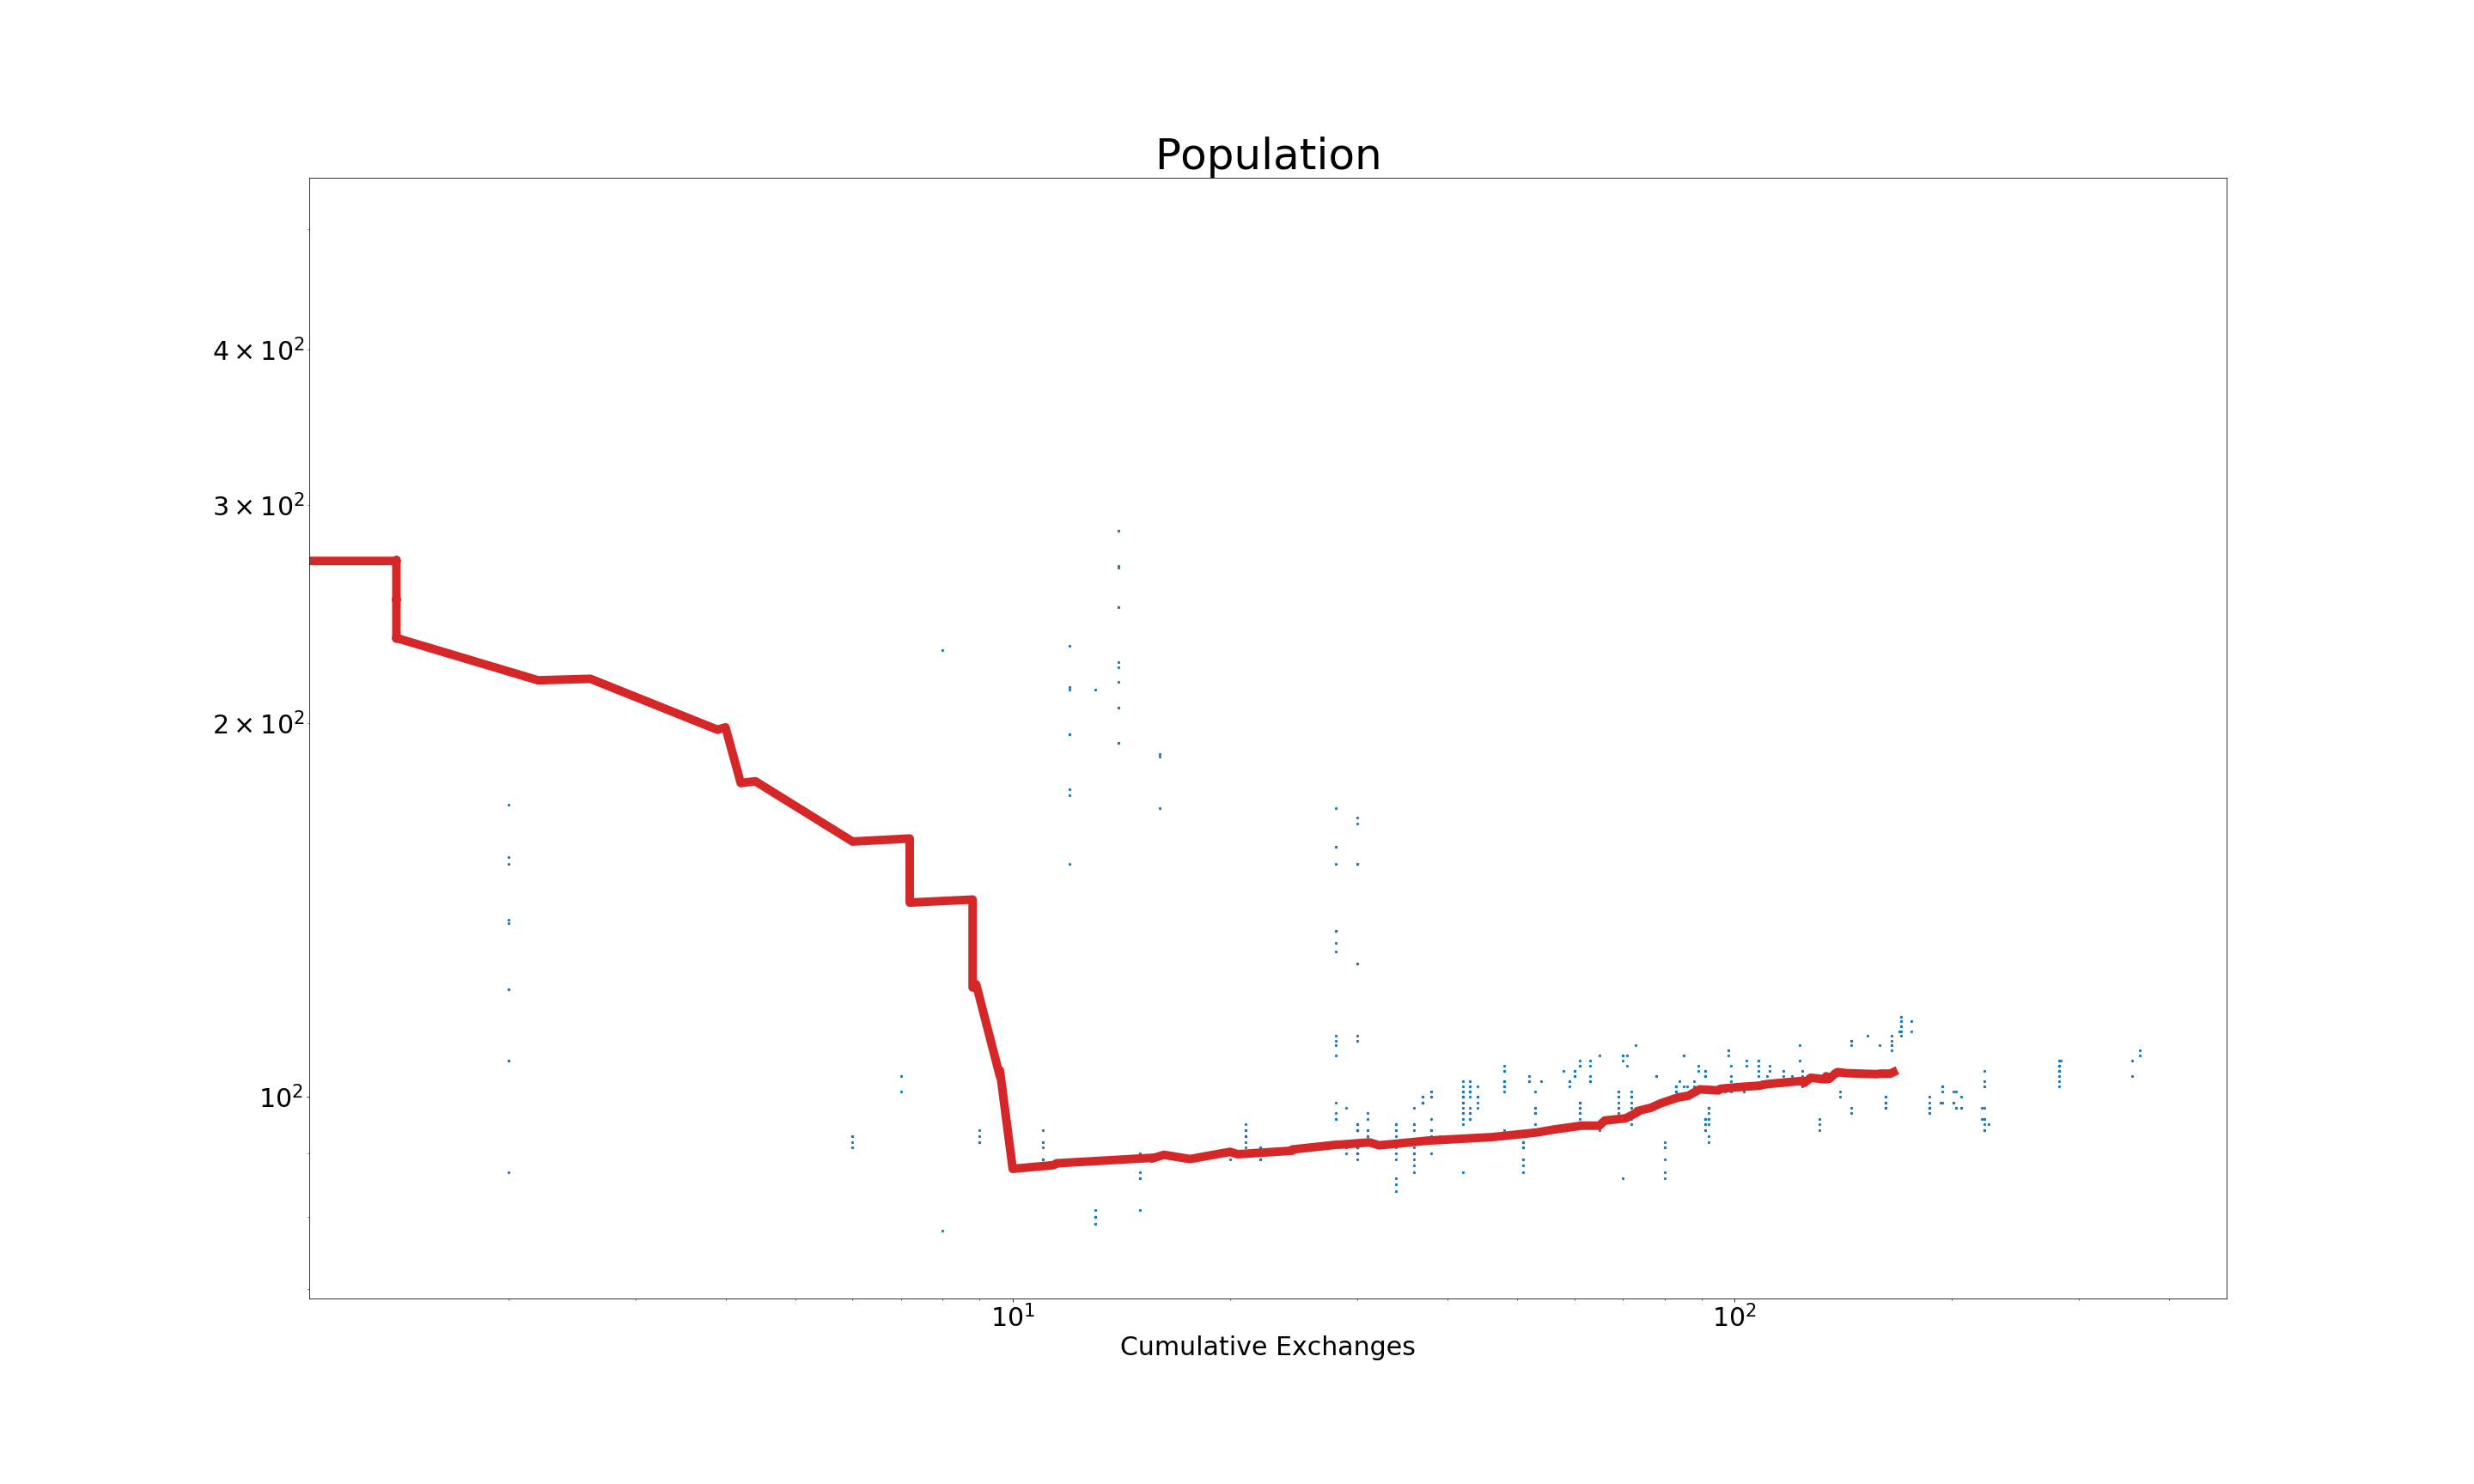 Population
4 × 10²
3 × 10²
2 × 10²
10²
10¹
10²
Cumulative Exchanges